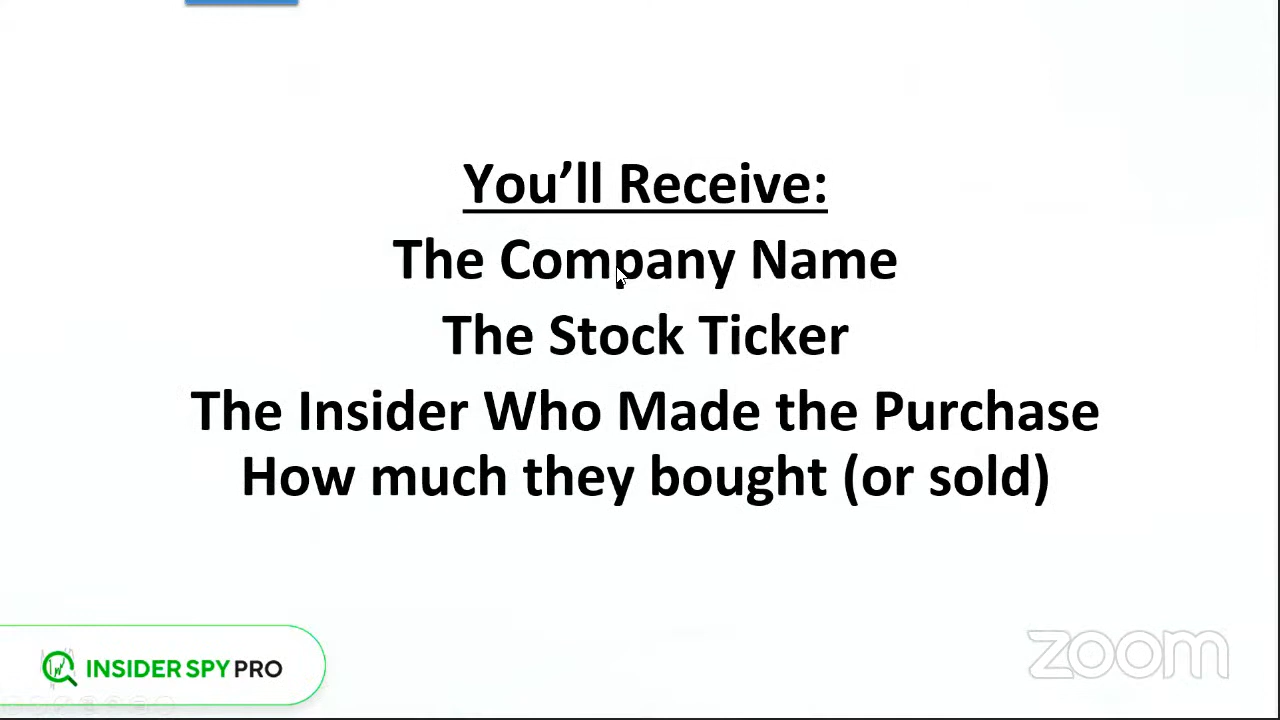 You’ll Receive:
The Company Name
The Stock Ticker
The Insider Who Made the Purchase
How much they bought (or sold)
INSIDER SPY PRO
zoom